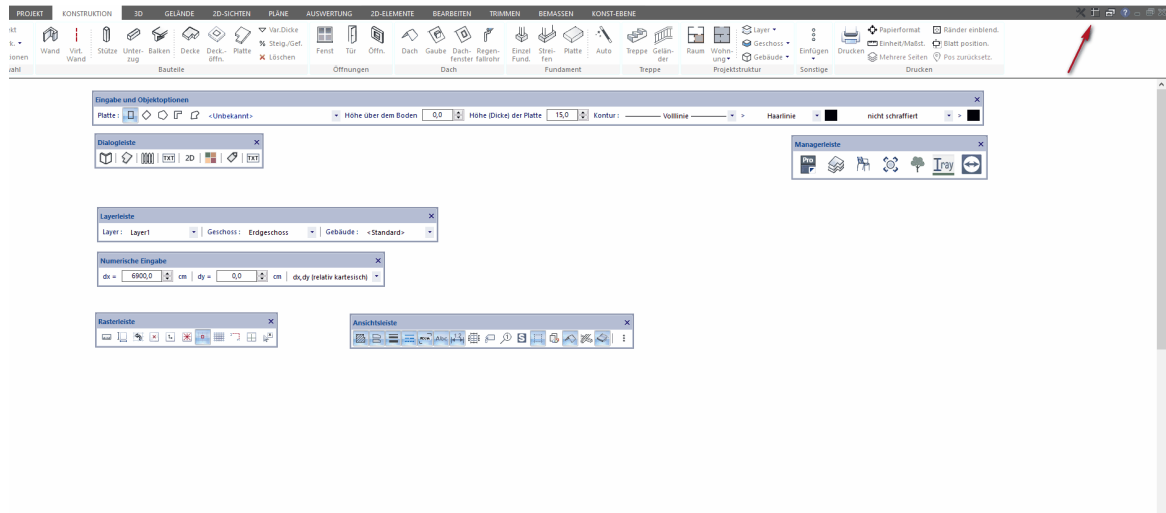 PROJEKT KONSTRUKTION 3D GELÄNDE 2D-SICHTEN PLÄNE AUSWERTUNG 2D-ELEMENTE BEARBEITEN TRIMMEN BEMASSEN KONST-EBENE
Wand Virt. Wand Stütze Unter-zug Balken Decke Deck.-öffn. Platte Var.Dicke
% Steig./Gef.
Löschen
Fenst Tür Öffn. Dach Gaube Dach-fenster Regen-fallrohr Einzel Fund. Strei-fen Platte Auto Treppe Gelän-der Raum Wohn-ung
Layer
Geschoss
Gebäude
Einfügen Drucken
Papierformat Ränder einblend.
Einheit/Maßst. Blatt position.
Mehrere Seiten Pos zurücksetz.
Bauteile Öffnungen Dach Fundament Treppe Projektstruktur Sonstige Drucken
Eingabe und Objektoptionen
Platte: <Unbekannt> Höhe über dem Boden 0,0 Höhe (Dicke) der Platte 15,0 Kontur: Volllinie > Haarlinie nicht schraffiert >
Dialogleiste
TXT 2D TXT
Managerleiste
Pro Iray
Layerleiste
Layer: Layer1 Geschoss: Erdgeschoss Gebäude: <Standard>
Numerische Eingabe
dx = 6900,0 cm dy = 0,0 cm dx,dy (relativ kartesisch)
Rasterleiste
Ansichtsleiste
Abc